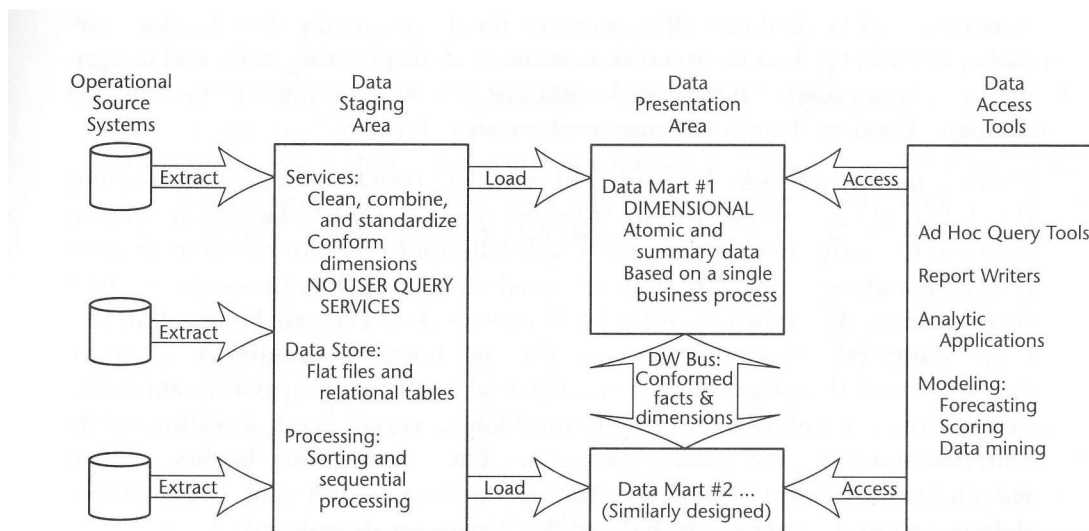 Operational
Source
Systems
Data
Staging
Area
Data
Presentation
Area
Data
Access
Tools
Extract
Extract
Extract
Services:
Clean, combine,
and standardize
Conform
dimensions
NO USER QUERY
SERVICES
Data Store:
Flat files and
relational tables
Processing:
Sorting and
sequential
processing
Load
Load
Data Mart #1
DIMENSIONAL
Atomic and
summary data
Based on a single
business process
DW Bus:
Conformed
facts &
dimensions
Data Mart #2 ...
(Similarly designed)
Access
Access
Ad Hoc Query Tools
Report Writers
Analytic
Applications
Modeling:
Forecasting
Scoring
Data mining